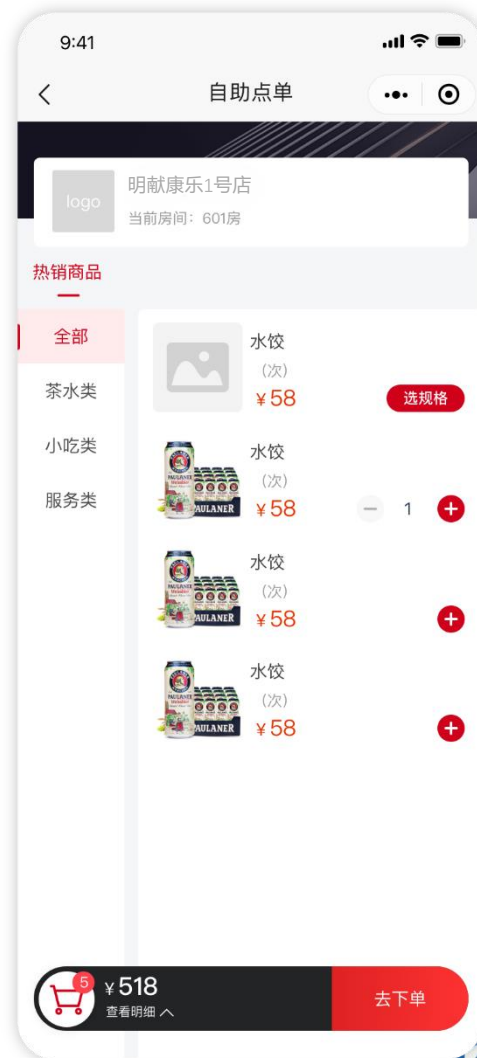 9:41
自助点单
logo
明献康乐1号店
当前房间：601房
热销商品
全部
茶水类
小吃类
服务类
水饺
（次）
¥58
选规格
水饺
（次）
¥58
1
PAULANER
水饺
（次）
¥58
PAULANER
水饺
（次）
¥58
PAULANER
5
¥518
查看明细
去下单